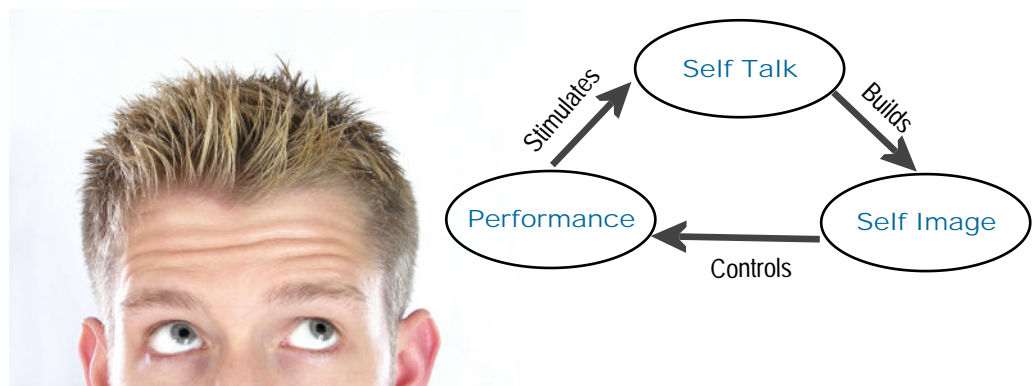 Self Talk
Stimulates
Builds
Performance
Self Image
Controls